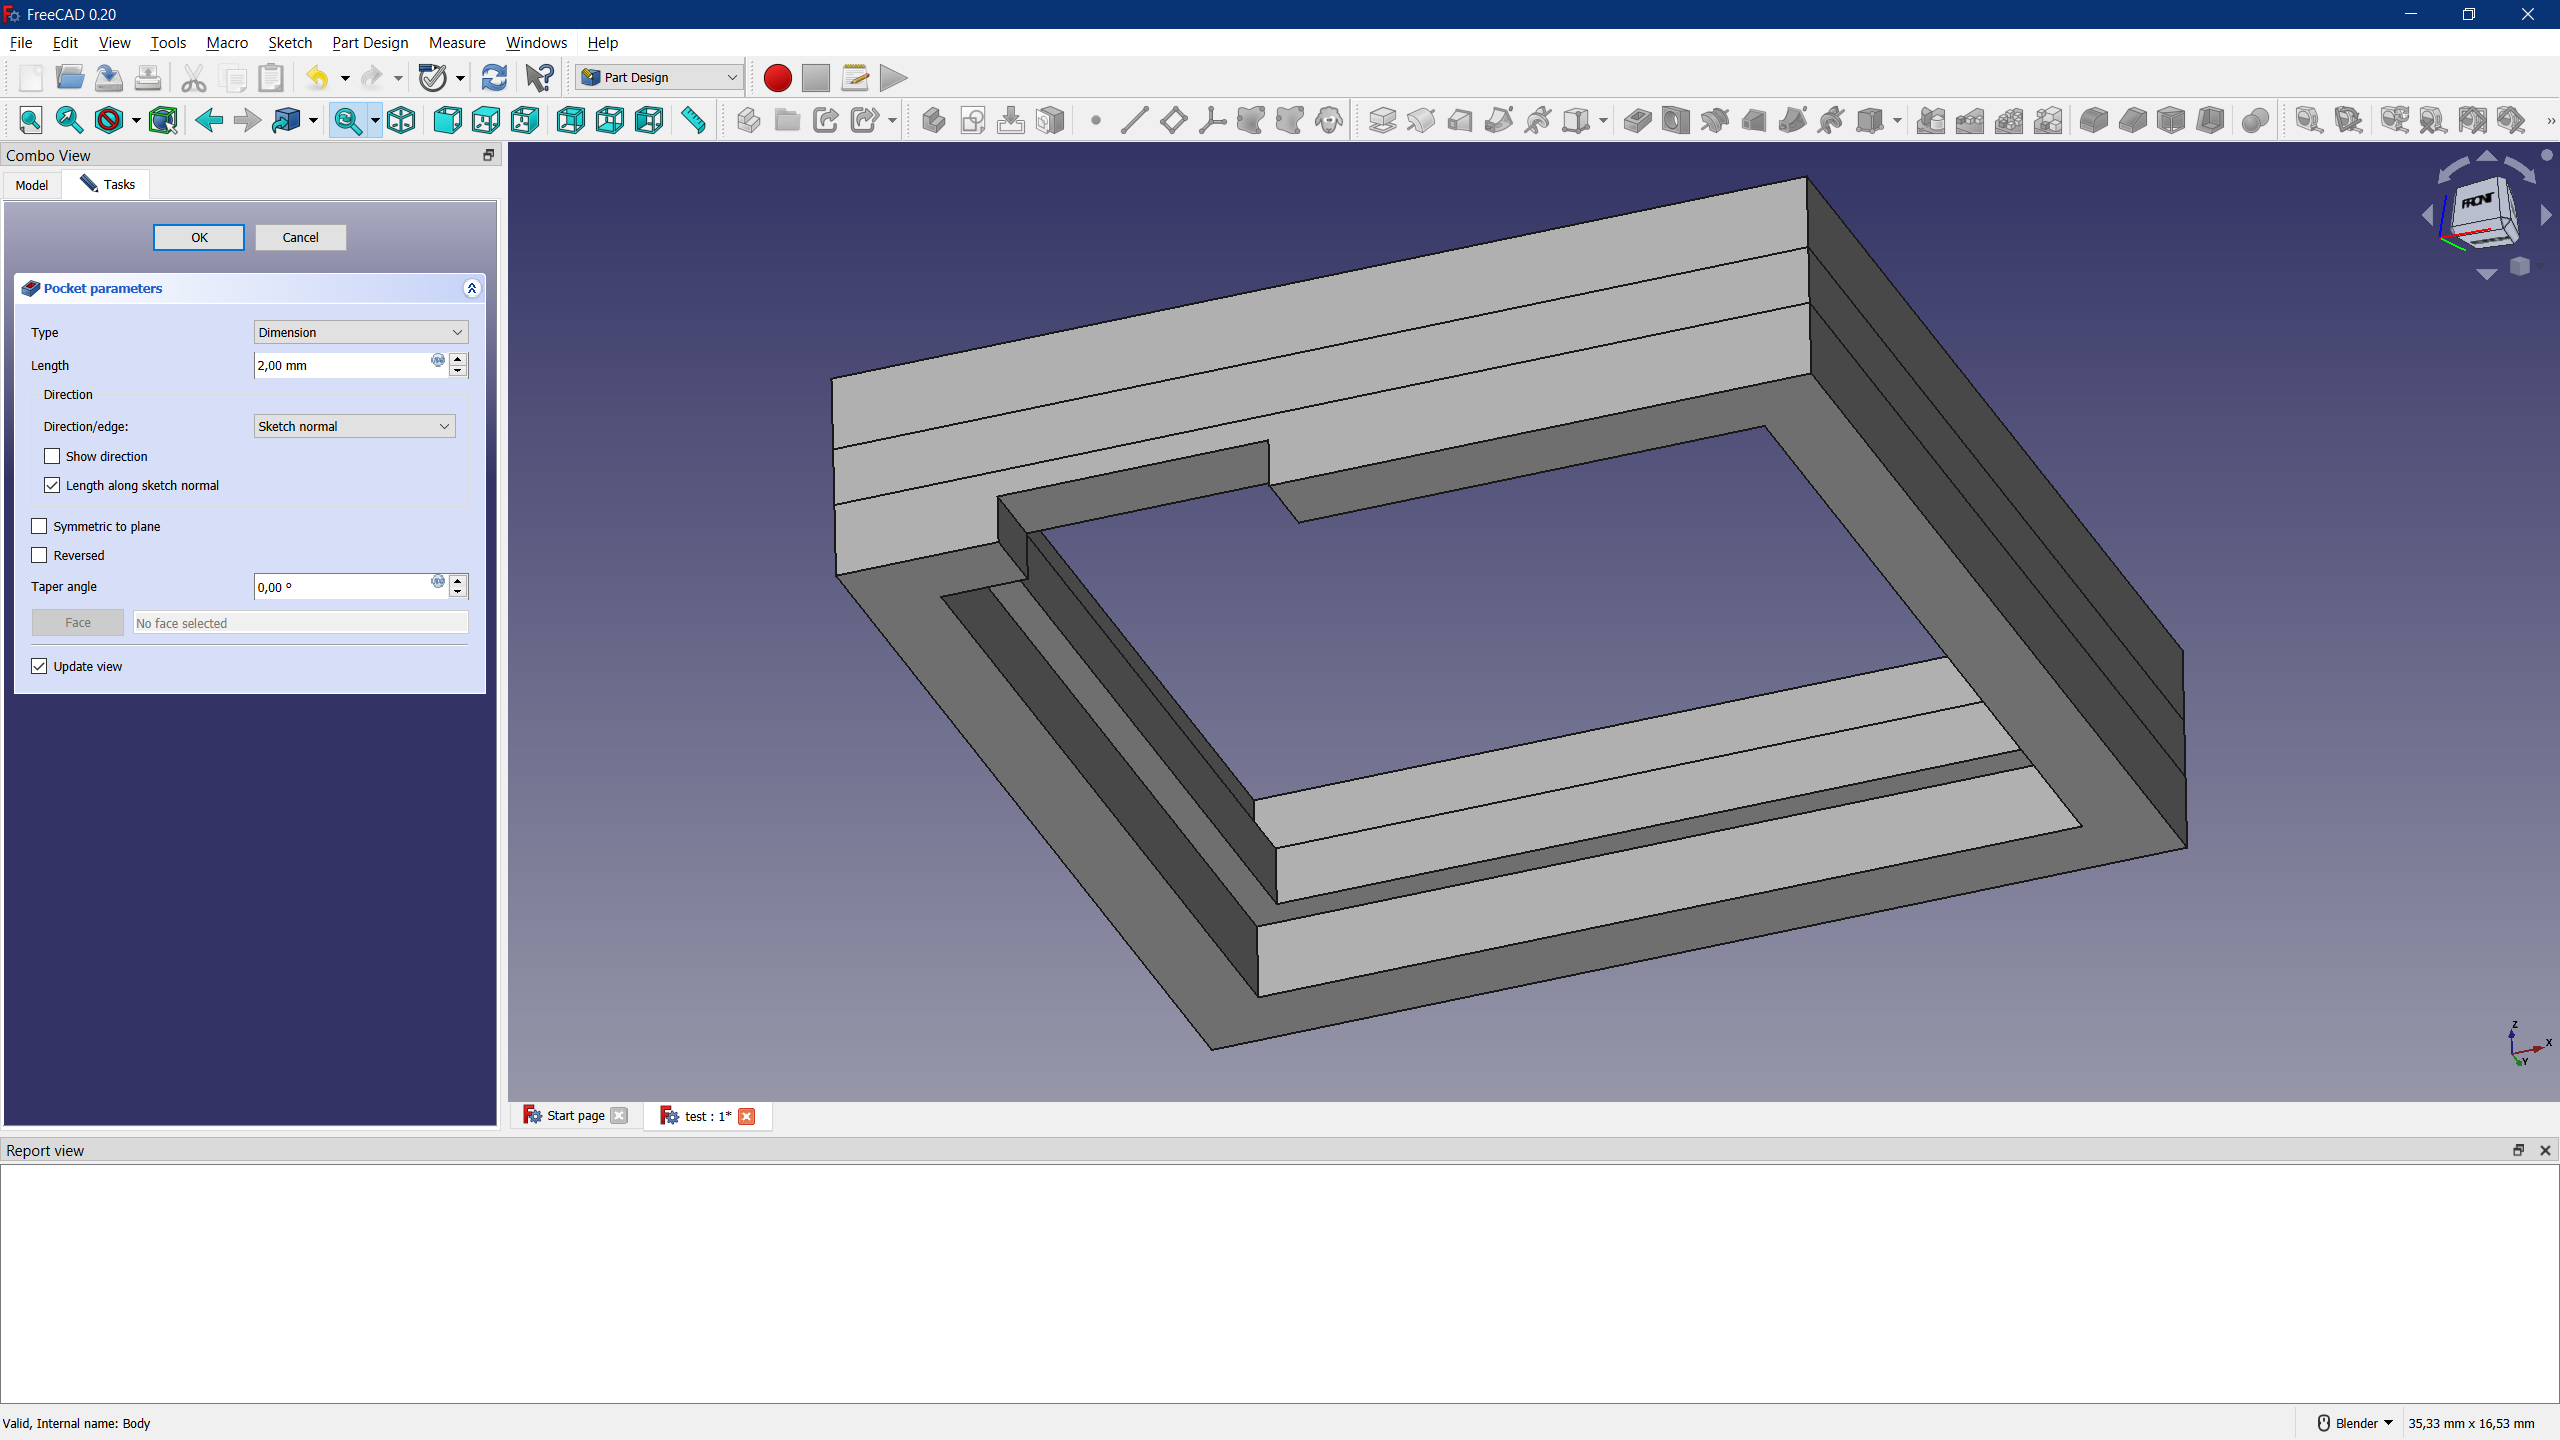 FreeCAD 0.20
File Edit View Tools Macro Sketch Part Design Measure Windows Help
Part Design
Combo View
Model Tasks
OK Cancel
Pocket parameters
Type Dimension
Length 2,00 mm
Direction
Direction/edge: Sketch normal
Show direction
Length along sketch normal
Symmetric to plane
Reversed
Taper angle 0,00 °
Face No face selected
Update view
FRONT
Z
X
Y
Start page test : 1*
Report view
Valid, Internal name: Body
Blender 35,33 mm x 16,53 mm